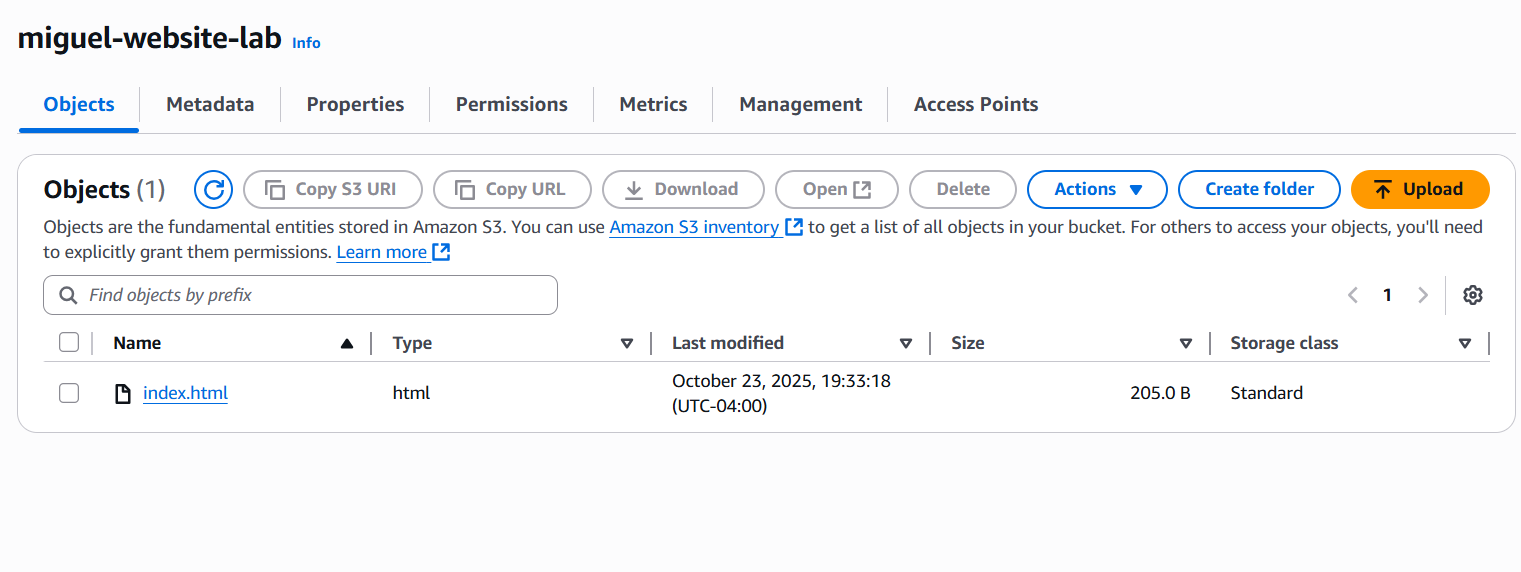 miguel-website-lab Info
Objects Metadata Properties Permissions Metrics Management Access Points
Objects (1) Copy S3 URI Copy URL Download Open Delete Actions Create folder Upload
Objects are the fundamental entities stored in Amazon S3. You can use Amazon S3 inventory to get a list of all objects in your bucket. For others to access your objects, you'll need
to explicitly grant them permissions. Learn more
Find objects by prefix 1
Name Type Last modified Size Storage class
index.html html October 23, 2025, 19:33:18 205.0 B Standard
(UTC-04:00)